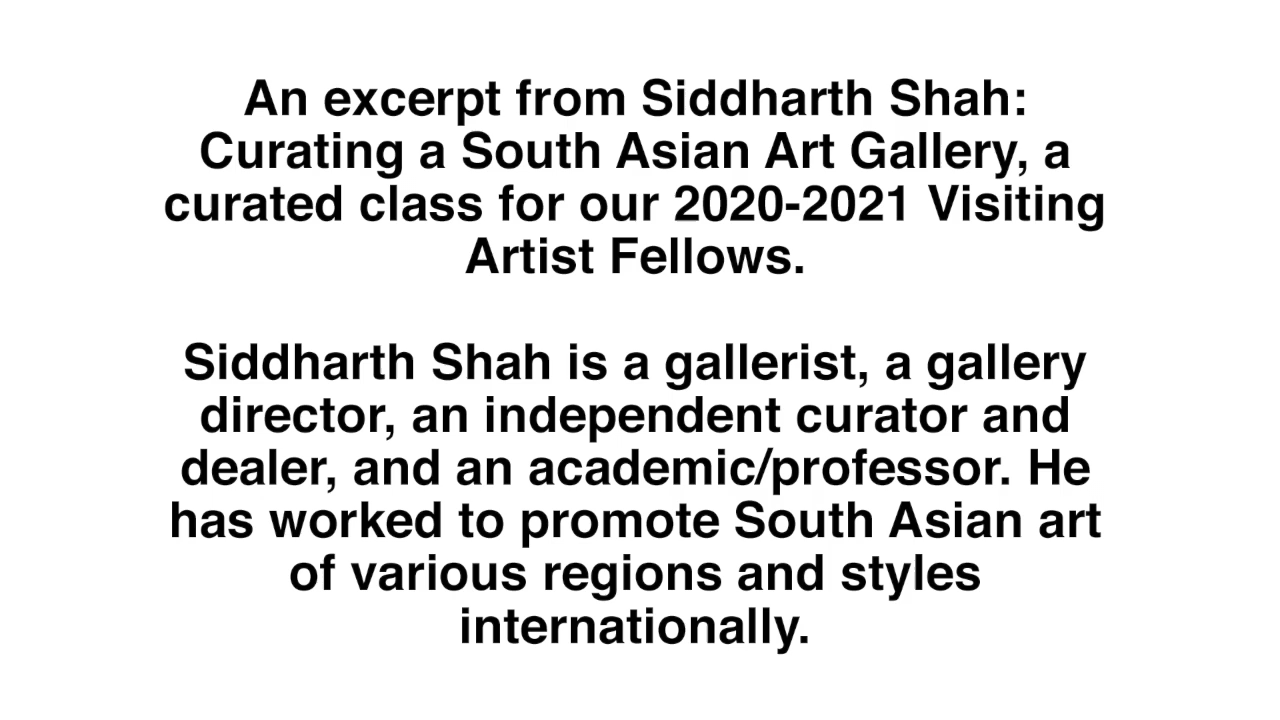 An excerpt from Siddharth Shah:
Curating a South Asian Art Gallery, a
curated class for our 2020-2021 Visiting
Artist Fellows.
Siddharth Shah is a gallerist, a gallery
director, an independent curator and
dealer, and an academic/professor. He
has worked to promote South Asian art
of various regions and styles
internationally.